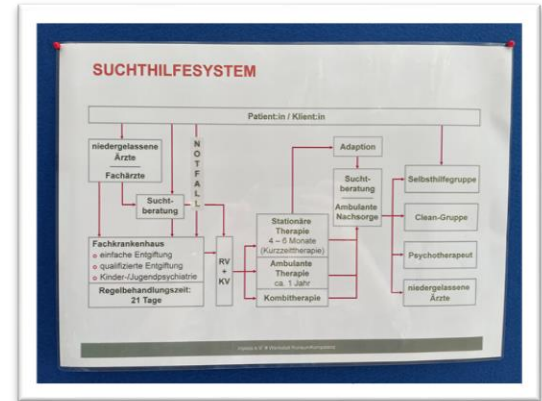 SUCHTHILFESYSTEM
Patient:in / Klient:in
niedergelassene
Ärzte
Fachärzte
NOTFALL
Sucht-
beratung
Fachkrankenhaus
einfache Entgiftung
qualifizierte Entgiftung
Kinder-/Jugendpsychiatrie
Regelbehandlungszeit:
21 Tage
RV
+
KV
Stationäre
Therapie
4 – 6 Monate
(Kurzzeittherapie)
Ambulante
Therapie
ca. 1 Jahr
Kombitherapie
Adaption
Sucht-
beratung
Ambulante
Nachsorge
Selbsthilfegruppe
Clean-Gruppe
Psychotherapeut
niedergelassene
Ärzte